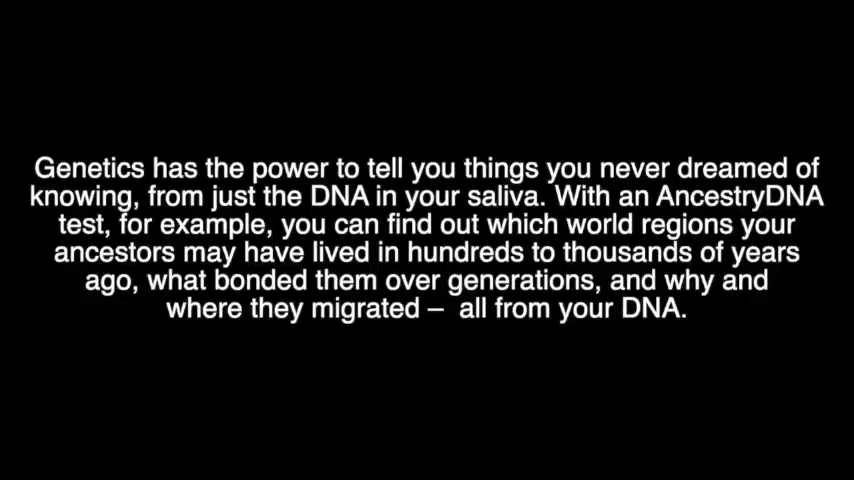 Genetics has the power to tell you things you never dreamed of
knowing, from just the DNA in your saliva. With an AncestryDNA
test, for example, you can find out which world regions your
ancestors may have lived in hundreds to thousands of years
ago, what bonded them over generations, and why and
where they migrated – all from your DNA.